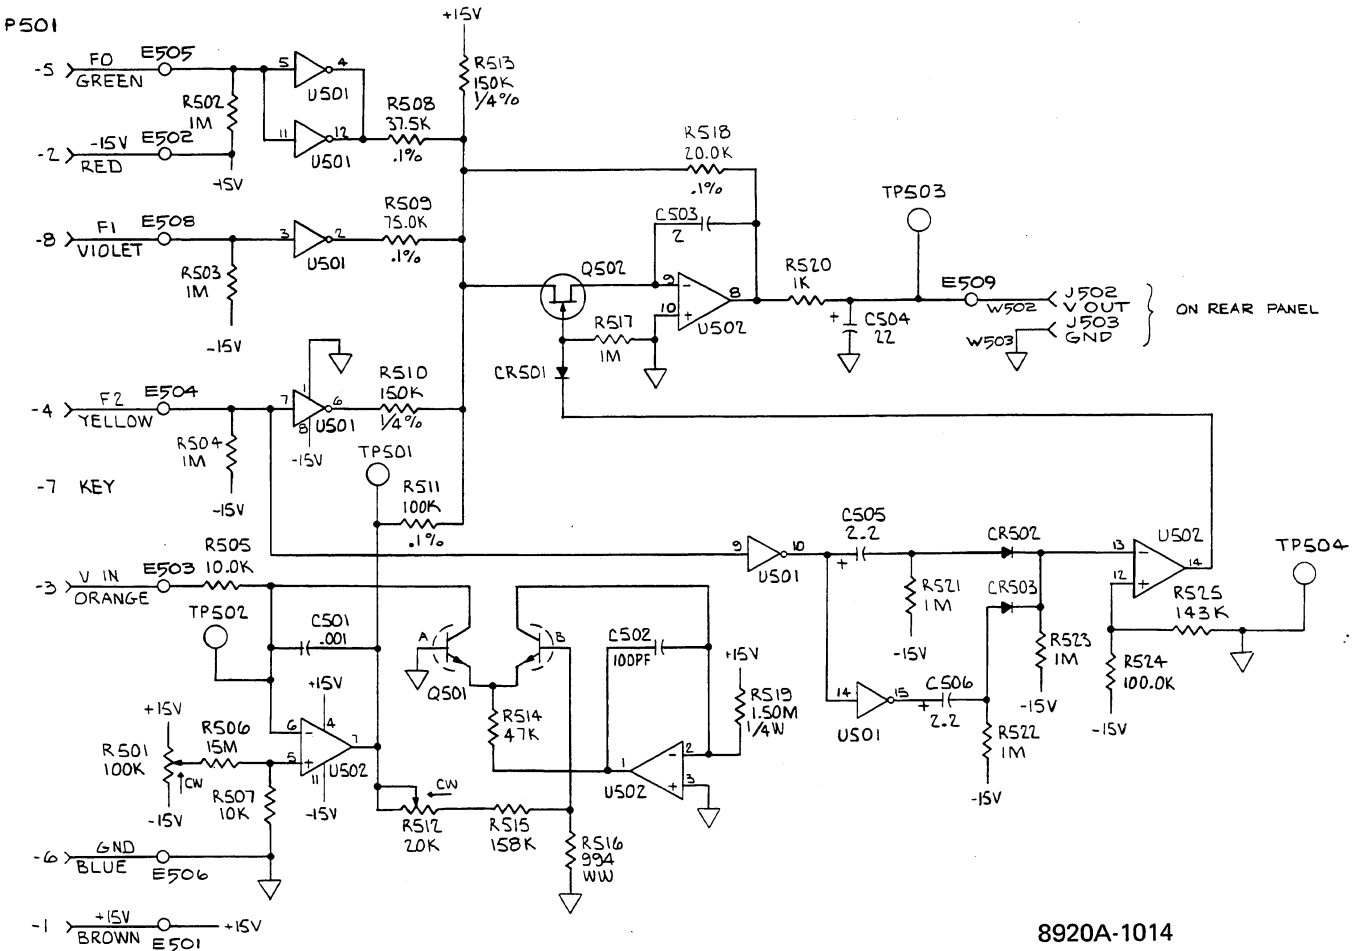 P501
+15V
-5 F0 E505
GREEN
5 4
U501
R502
1M
11 12
U501
R508
37.5K
.1%
R513
150K
1/4%
-2 -15V E502
RED
-15V
R518
20.0K
.1%
TP503
-8 F1 E508
VIOLET
3 2
U501
R509
75.0K
.1%
R503
1M
-15V
C503
2
Q502
9
10
8
U502
R517
1M
CR501
R520
1K
E509
+ C504
22
W502
J502
V OUT
W503
J503
GND
ON REAR PANEL
-4 F2 E504
YELLOW
1
7 6
8 U501
-15V
R510
150K
1/4%
R504
1M
-15V
TP501
-7 KEY
R511
100K
.1%
-3 V IN E503
ORANGE
R505
10.0K
TP502
C501
.001
9 10
U501
C505
2.2
+
CR502
R521
1M
-15V
CR503
13
12
14
U502
TP504
R525
143K
R523
1M
-15V
R524
100.0K
-15V
14 15
U501
C506
+
2.2
R522
1M
-15V
A
B
Q501
R514
47K
C502
100PF
+15V
R519
1.50M
1/4W
1
2
3
U502
+15V
4
6
5
7
11 U502
-15V
+15V
R501
100K
CW
-15V
R506
15M
R507
10K
CW
R512
20K
R515
158K
R516
994
WW
-6 GND
BLUE
E506
-1 +15V
BROWN
E501
+15V
8920A-1014